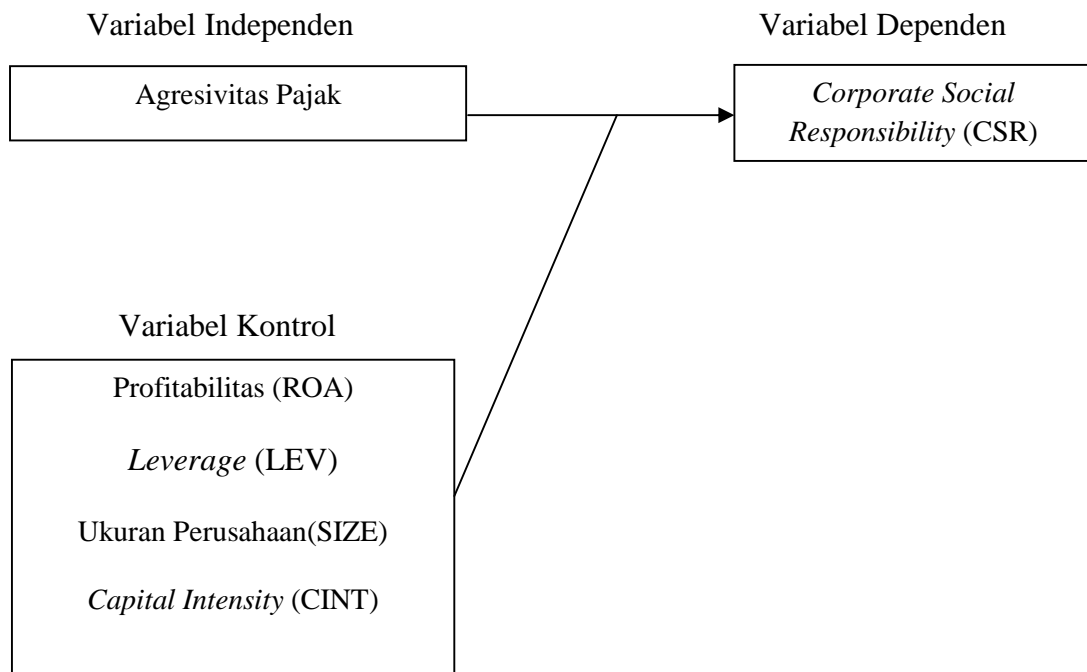 Variabel Independen
Variabel Dependen
Agresivitas Pajak
Corporate Social
Responsibility (CSR)
Variabel Kontrol
Profitabilitas (ROA)
Leverage (LEV)
Ukuran Perusahaan(SIZE)
Capital Intensity (CINT)